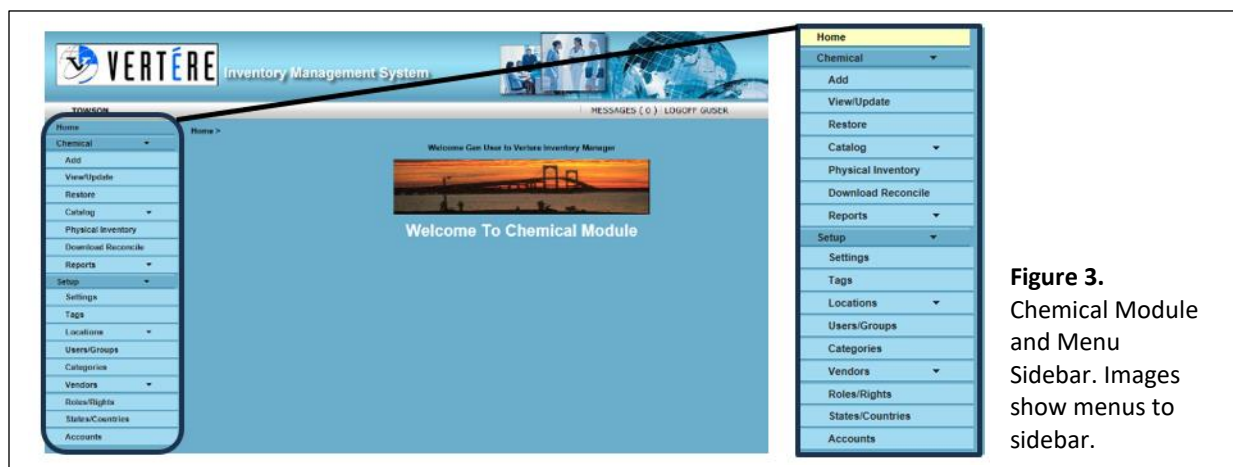 VERTÉRE Inventory Management System
TOWSON
MESSAGES ( 0 ) LOGOFF GUSER
Home
Chemical
Add
View/Update
Restore
Catalog
Physical Inventory
Download Reconcile
Reports
Setup
Settings
Tags
Locations
Users/Groups
Categories
Vendors
Roles/Rights
States/Countries
Accounts
Home >
Welcome Gen User to Vertere Inventory Manager
Welcome To Chemical Module
Home
Chemical
Add
View/Update
Restore
Catalog
Physical Inventory
Download Reconcile
Reports
Setup
Settings
Tags
Locations
Users/Groups
Categories
Vendors
Roles/Rights
States/Countries
Accounts
Figure 3.
Chemical Module
and Menu
Sidebar. Images
show menus to
sidebar.